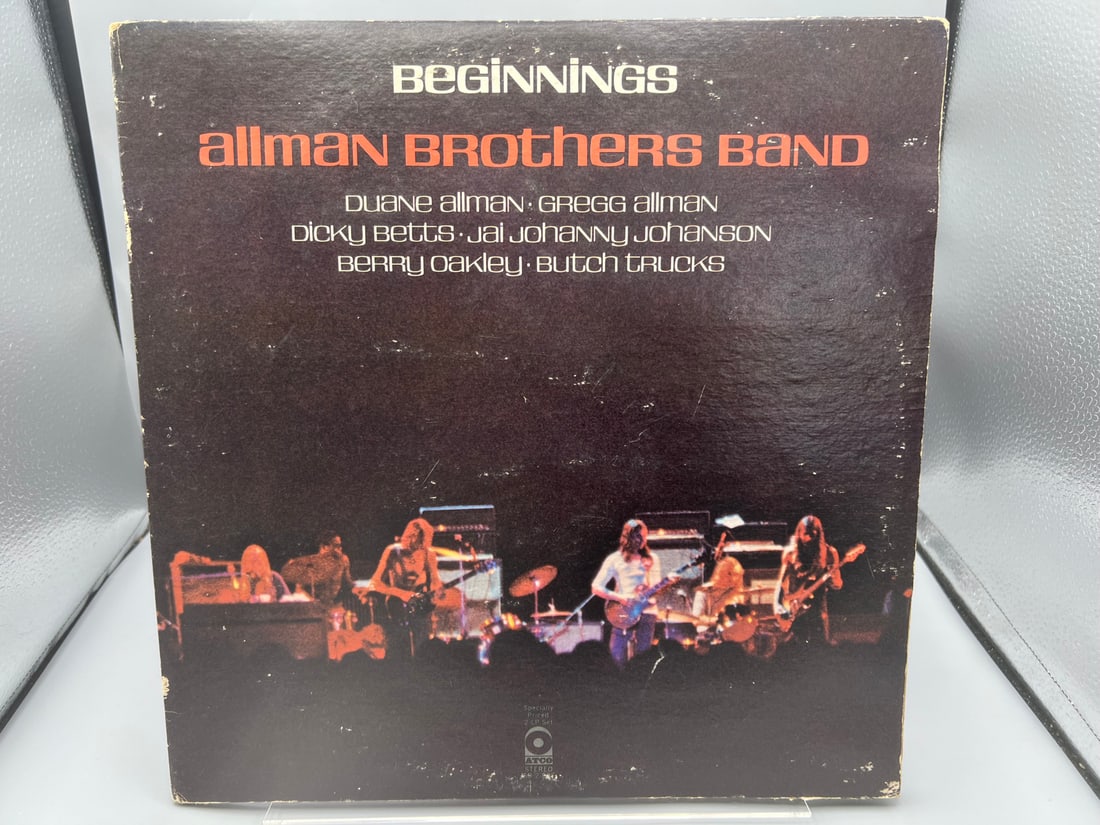 BEGINNINGS
allman BROthERS BAND
DUANE allmAN · GREGG allmAN
DICKY BEttS · JAI JOHANNY JOHANSON
BERRY OAKLEY · BUtCH tRUCKS
Specially
Priced
2 LP Set
ATCO
STEREO